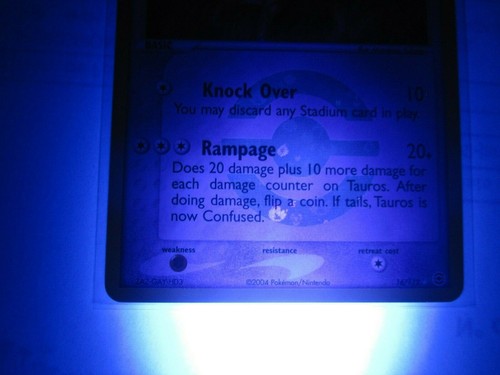 Knock Over 10
You may discard any Stadium card in play.
Rampage 20+
Does 20 damage plus 10 more damage for
each damage counter on Tauros. After
doing damage, flip a coin. If tails, Tauros is
now Confused.
weakness resistance retreat cost
©2004 Pokémon/Nintendo